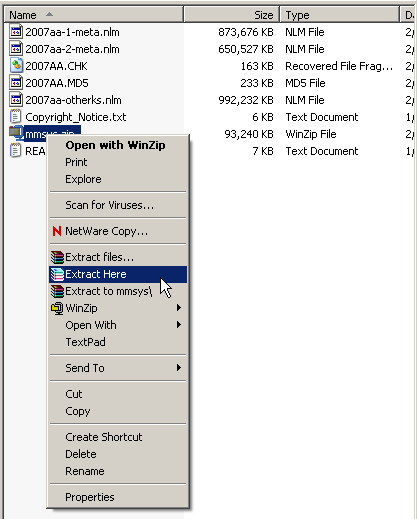 Name Size Type Da
2007aa-1-meta.nlm 873,676 KB NLM File 2/
2007aa-2-meta.nlm 650,527 KB NLM File 2/
2007AA.CHK 163 KB Recovered File Frag... 2/
2007AA.MD5 233 KB MD5 File 2/
2007aa-otherks.nlm 992,232 KB NLM File 2/
Copyright_Notice.txt 6 KB Text Document 1/
mmsys.zip 93,240 KB WinZip File 2/
REA 7 KB Text Document 1/
Open with WinZip
Print
Explore
Scan for Viruses...
NetWare Copy...
Extract files...
Extract Here
Extract to mmsys\
WinZip
Open With
TextPad
Send To
Cut
Copy
Create Shortcut
Delete
Rename
Properties